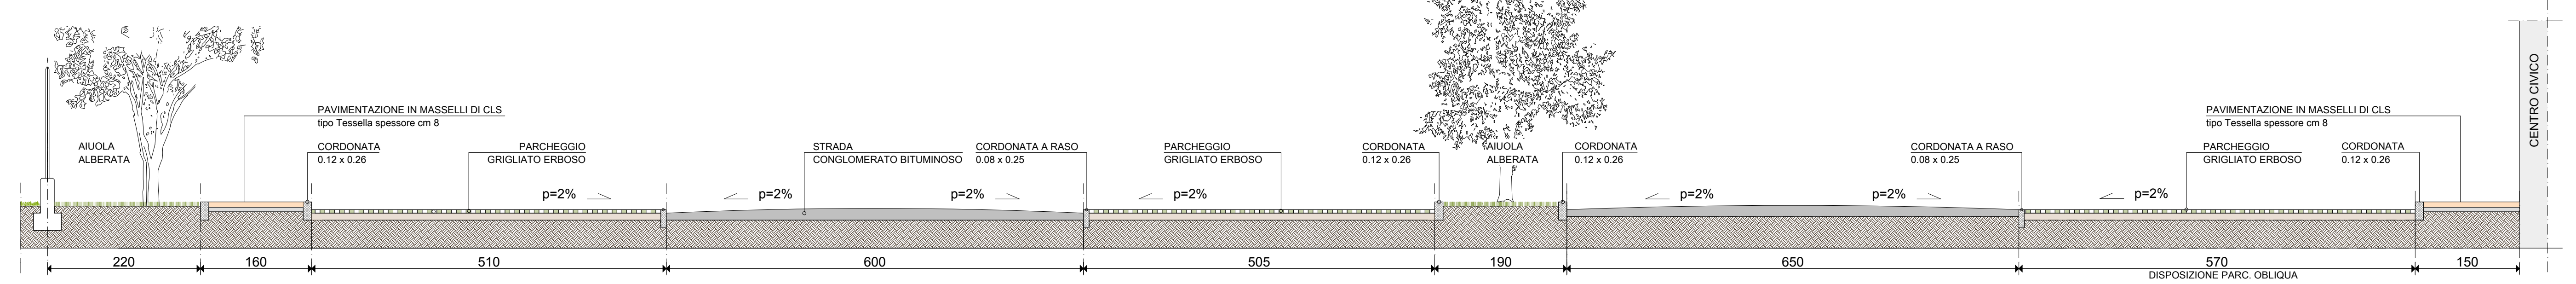 AIUOLA
ALBERATA
PAVIMENTAZIONE IN MASSELLI DI CLS
tipo Tessella spessore cm 8
CORDONATA
0.12 x 0.26
PARCHEGGIO
GRIGLIATO ERBOSO
p=2%
STRADA
CONGLOMERATO BITUMINOSO
p=2%
CORDONATA A RASO
0.08 x 0.25
p=2%
PARCHEGGIO
GRIGLIATO ERBOSO
p=2%
CORDONATA
0.12 x 0.26
AIUOLA
ALBERATA
CORDONATA
0.12 x 0.26
p=2%
p=2%
CORDONATA A RASO
0.08 x 0.25
p=2%
PARCHEGGIO
GRIGLIATO ERBOSO
CORDONATA
0.12 x 0.26
PAVIMENTAZIONE IN MASSELLI DI CLS
tipo Tessella spessore cm 8
CENTRO CIVICO
220 160 510 600 505 190 650 570 150
DISPOSIZIONE PARC. OBLIQUA